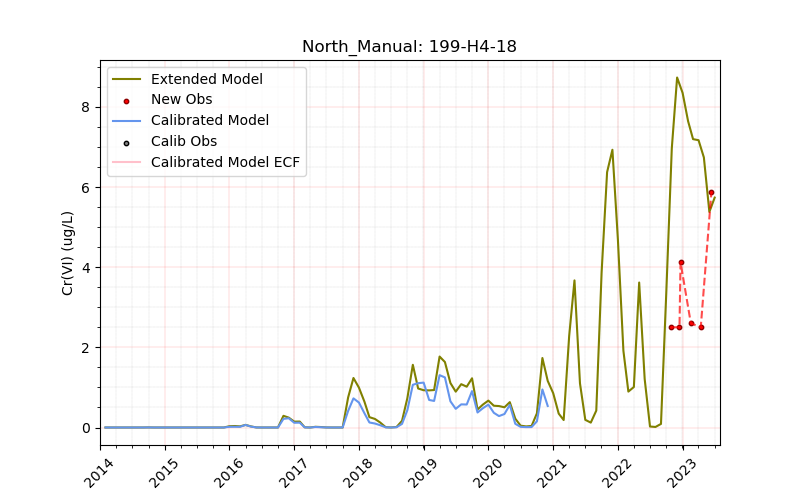 North_Manual: 199-H4-18
Extended Model
New Obs
Calibrated Model
Calib Obs
Calibrated Model ECF
Cr(VI) (ug/L)
8
6
4
2
0
2014 2015 2016 2017 2018 2019 2020 2021 2022 2023